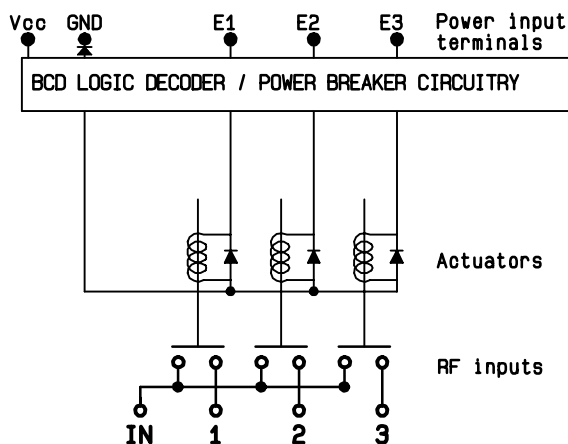 Vcc GND E1 E2 E3 Power input
terminals
BCD LOGIC DECODER / POWER BREAKER CIRCUITRY
Actuators
RF inputs
IN 1 2 3